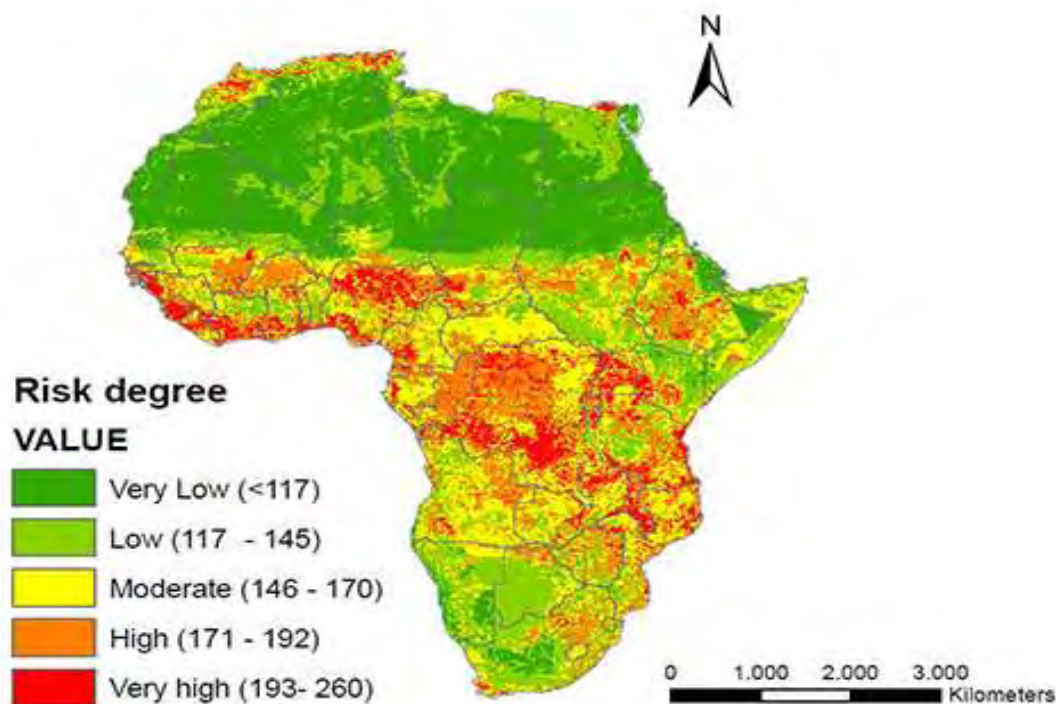 N
Risk degree
VALUE
Very Low (<117)
Low (117 - 145)
Moderate (146 - 170)
High (171 - 192)
Very high (193- 260)
0 1.000 2.000 3.000
Kilometers